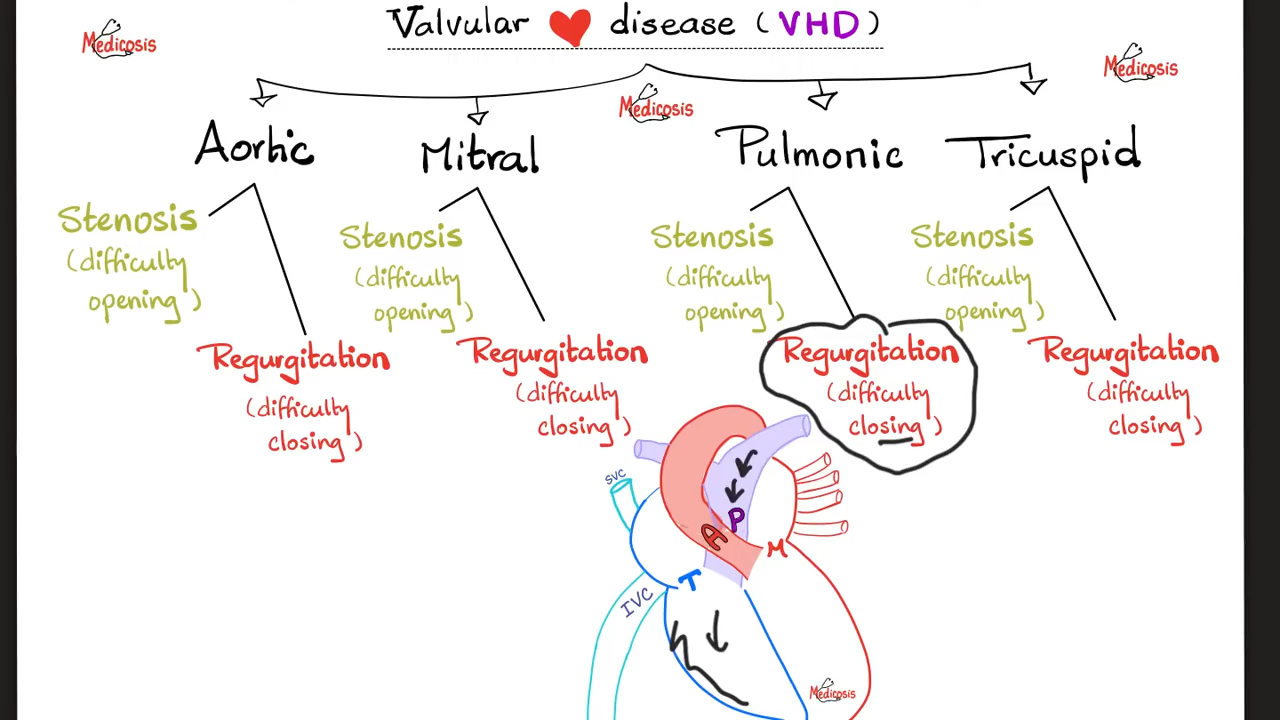 Valvular ❤ disease (VHD)
Medicosis
Medicosis
Medicosis
Aortic
Mitral
Pulmonic
Tricuspid
Stenosis
(difficulty
opening)
Stenosis
(difficulty
opening)
Stenosis
(difficulty
opening)
Stenosis
(difficulty
opening)
Regurgitation
(difficulty
closing)
Regurgitation
(difficulty
closing)
Regurgitation
(difficulty
closing)
Regurgitation
(difficulty
closing)
SVC
P
A
M
T
IVC
Medicosis